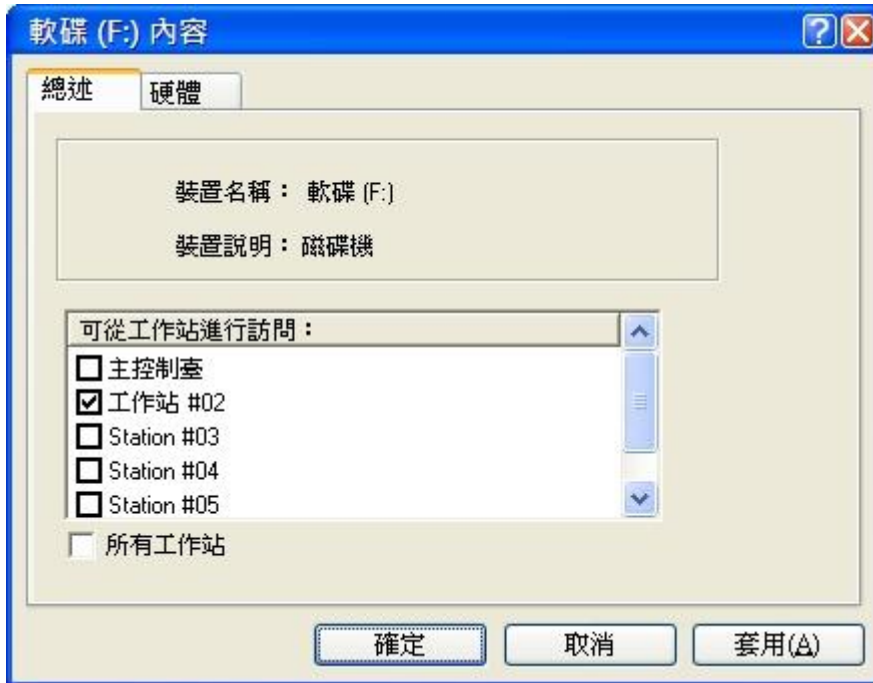 軟碟 (F:) 內容
總述 硬體
裝置名稱： 軟碟 (F:)
裝置說明：磁碟機
可從工作站進行訪問：
主控制臺
工作站 #02
Station #03
Station #04
Station #05
所有工作站
確定 取消 套用(A)